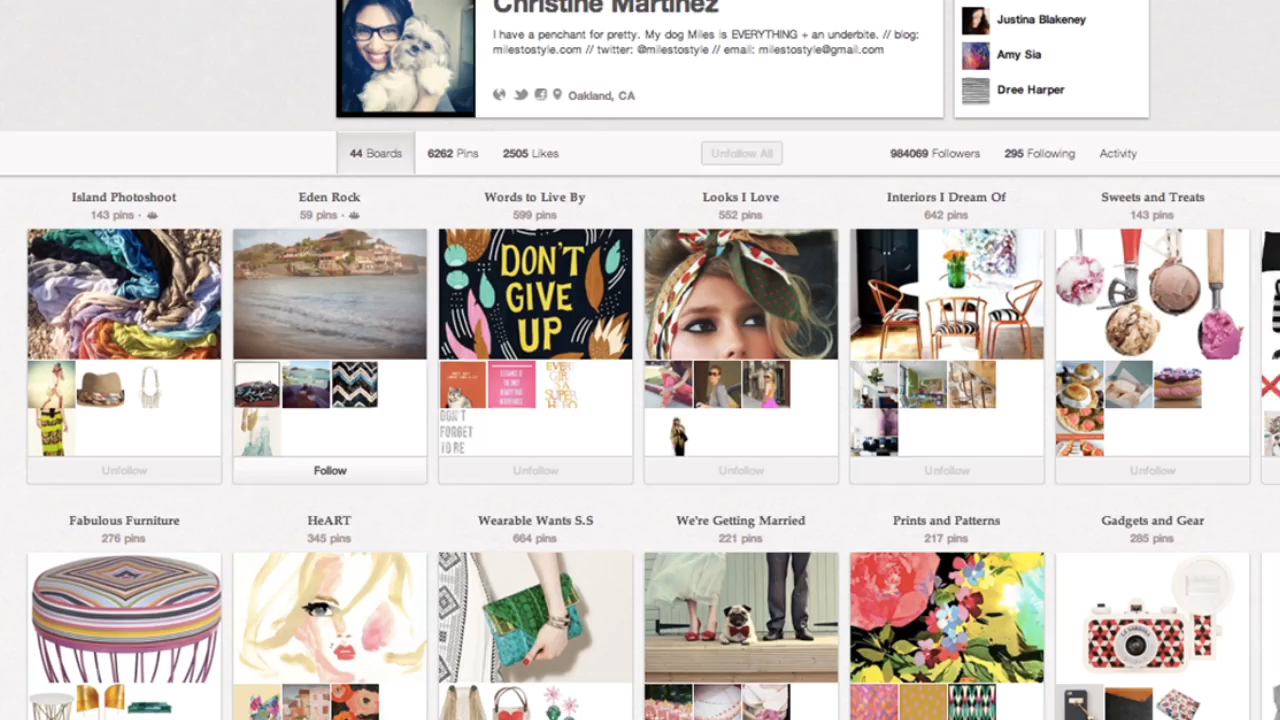 Christine Martinez
I have a penchant for pretty. My dog Miles is EVERYTHING + an underbite. // blog:
milestostyle.com // twitter: @milestostyle // email: milestostyle@gmail.com
Oakland, CA
Justina Blakeney
Amy Sia
Dree Harper
44 Boards 6262 Pins 2505 Likes Unfollow All 984069 Followers 295 Following Activity
Island Photoshoot Eden Rock Words to Live By Looks I Love Interiors I Dream Of Sweets and Treats
143 pins · 59 pins · 599 pins 552 pins 642 pins 143 pins
DON'T
GIVE
UP
DON'T
FORGET
TO BE
Unfollow Follow Unfollow Unfollow Unfollow Unfollow
Fabulous Furniture HeART Wearable Wants S.S We're Getting Married Prints and Patterns Gadgets and Gear
276 pins 345 pins 664 pins 221 pins 217 pins 285 pins